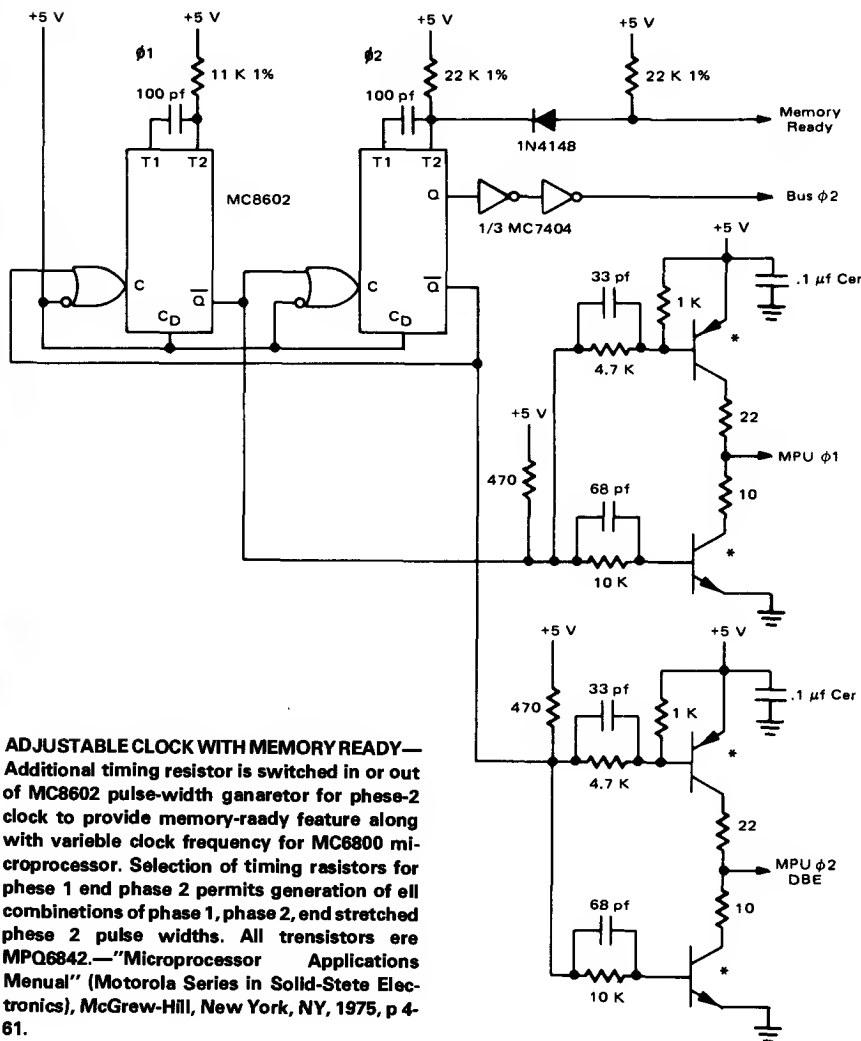 +5 V
+5 V
+5 V
+5 V
ø1
11 K 1%
ø2
22 K 1%
22 K 1%
100 pf
100 pf
Memory
Ready
1N4148
T1 T2
T1 T2
MC8602
Q
Bus ø2
1/3 MC7404
+5 V
C
Q
C
Q
33 pf
1 K
.1 µf Cer
CD
CD
*
4.7 K
+5 V
22
MPU ø1
470
10
68 pf
*
10 K
+5 V
+5 V
33 pf
.1 µf Cer
470
1 K
*
4.7 K
22
MPU ø2
DBE
10
68 pf
*
10 K
ADJUSTABLE CLOCK WITH MEMORY READY—
Additional timing resistor is switched in or out
of MC8602 pulse-width ganaretor for phese-2
clock to provide memory-raady feature along
with varieble clock frequency for MC6800 mi-
croprocessor. Selection of timing rasistors for
phese 1 end phase 2 permits generation of ell
combinetions of phase 1, phase 2, end stretched
phase 2 pulse widths. All trensistors ere
MPQ6842.—"Microprocessor Applications
Menual" (Motorola Series in Solid-Stete Elec-
tronics), McGrew-Hill, New York, NY, 1975, p 4-
61.